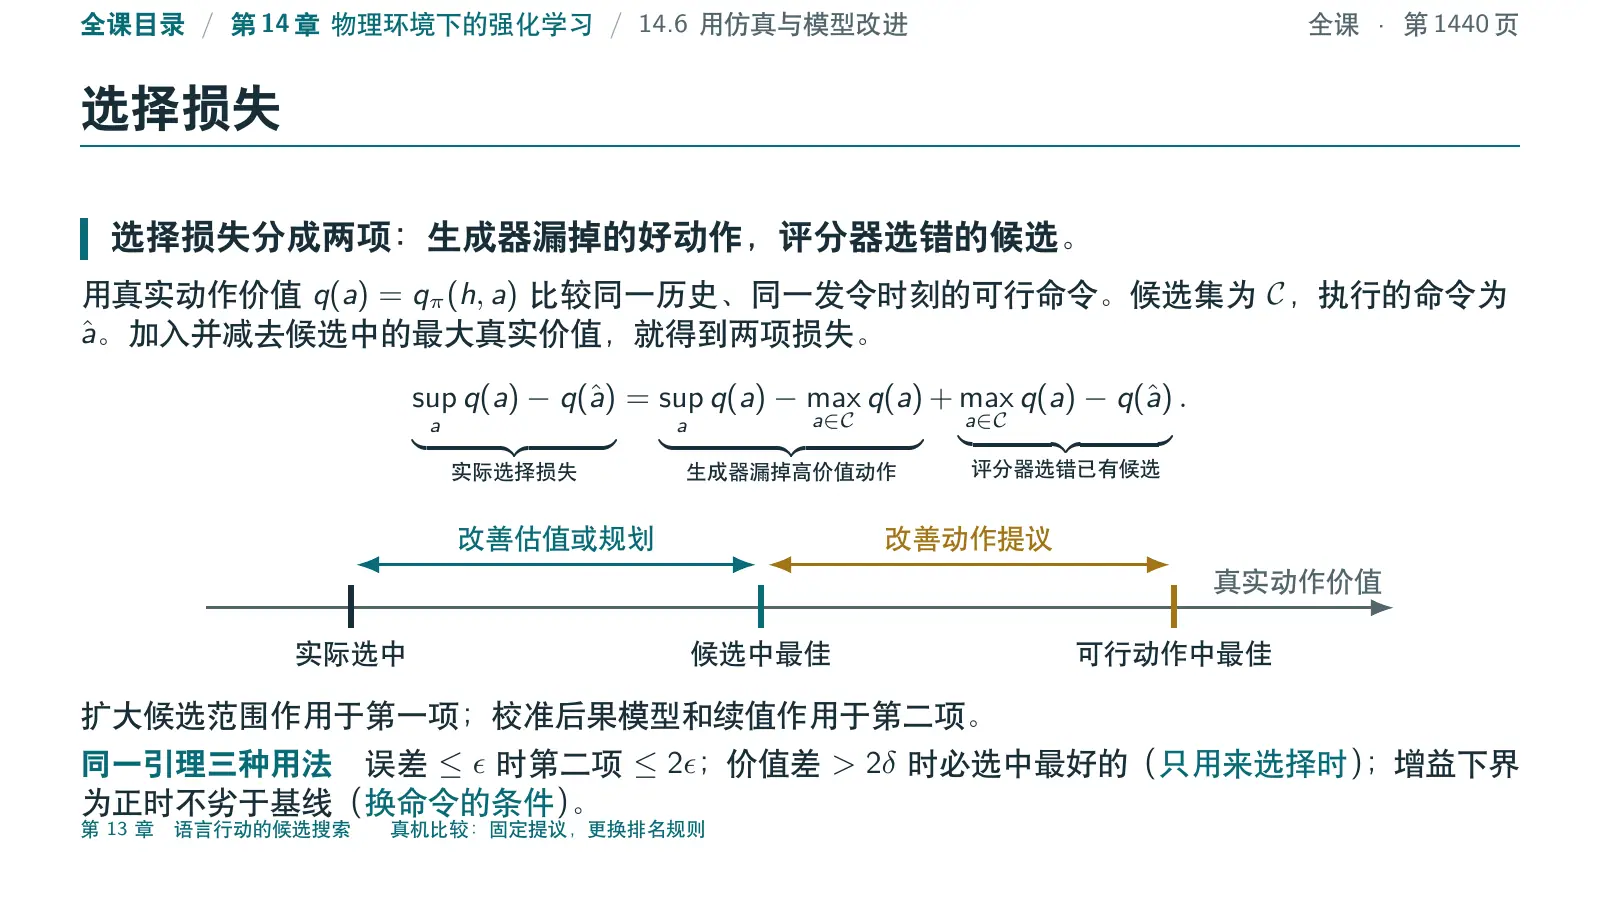 全课目录 / 第 14 章 物理环境下的强化学习 / 14.6 用仿真与模型改进
全课 · 第 1440 页
选择损失
选择损失分成两项：生成器漏掉的好动作，评分器选错的候选。
用真实动作价值 q(a) = q_π(h, a) 比较同一历史、同一发令时刻的可行命令。候选集为 𝒞，执行的命令为
â。加入并减去候选中的最大真实价值，就得到两项损失。
sup_a q(a) − q(â) = sup_a q(a) − max_{a∈𝒞} q(a) + max_{a∈𝒞} q(a) − q(â) .
实际选择损失 生成器漏掉高价值动作 评分器选错已有候选
改善估值或规划 改善动作提议
真实动作价值
实际选中 候选中最佳 可行动作中最佳
扩大候选范围作用于第一项；校准后果模型和续值作用于第二项。
同一引理三种用法 误差 ≤ ϵ 时第二项 ≤ 2ϵ；价值差 > 2δ 时必选中最好的（只用来选择时）；增益下界
为正时不劣于基线（换命令的条件）。
第 13 章 语言行动的候选搜索 真机比较：固定提议，更换排名规则